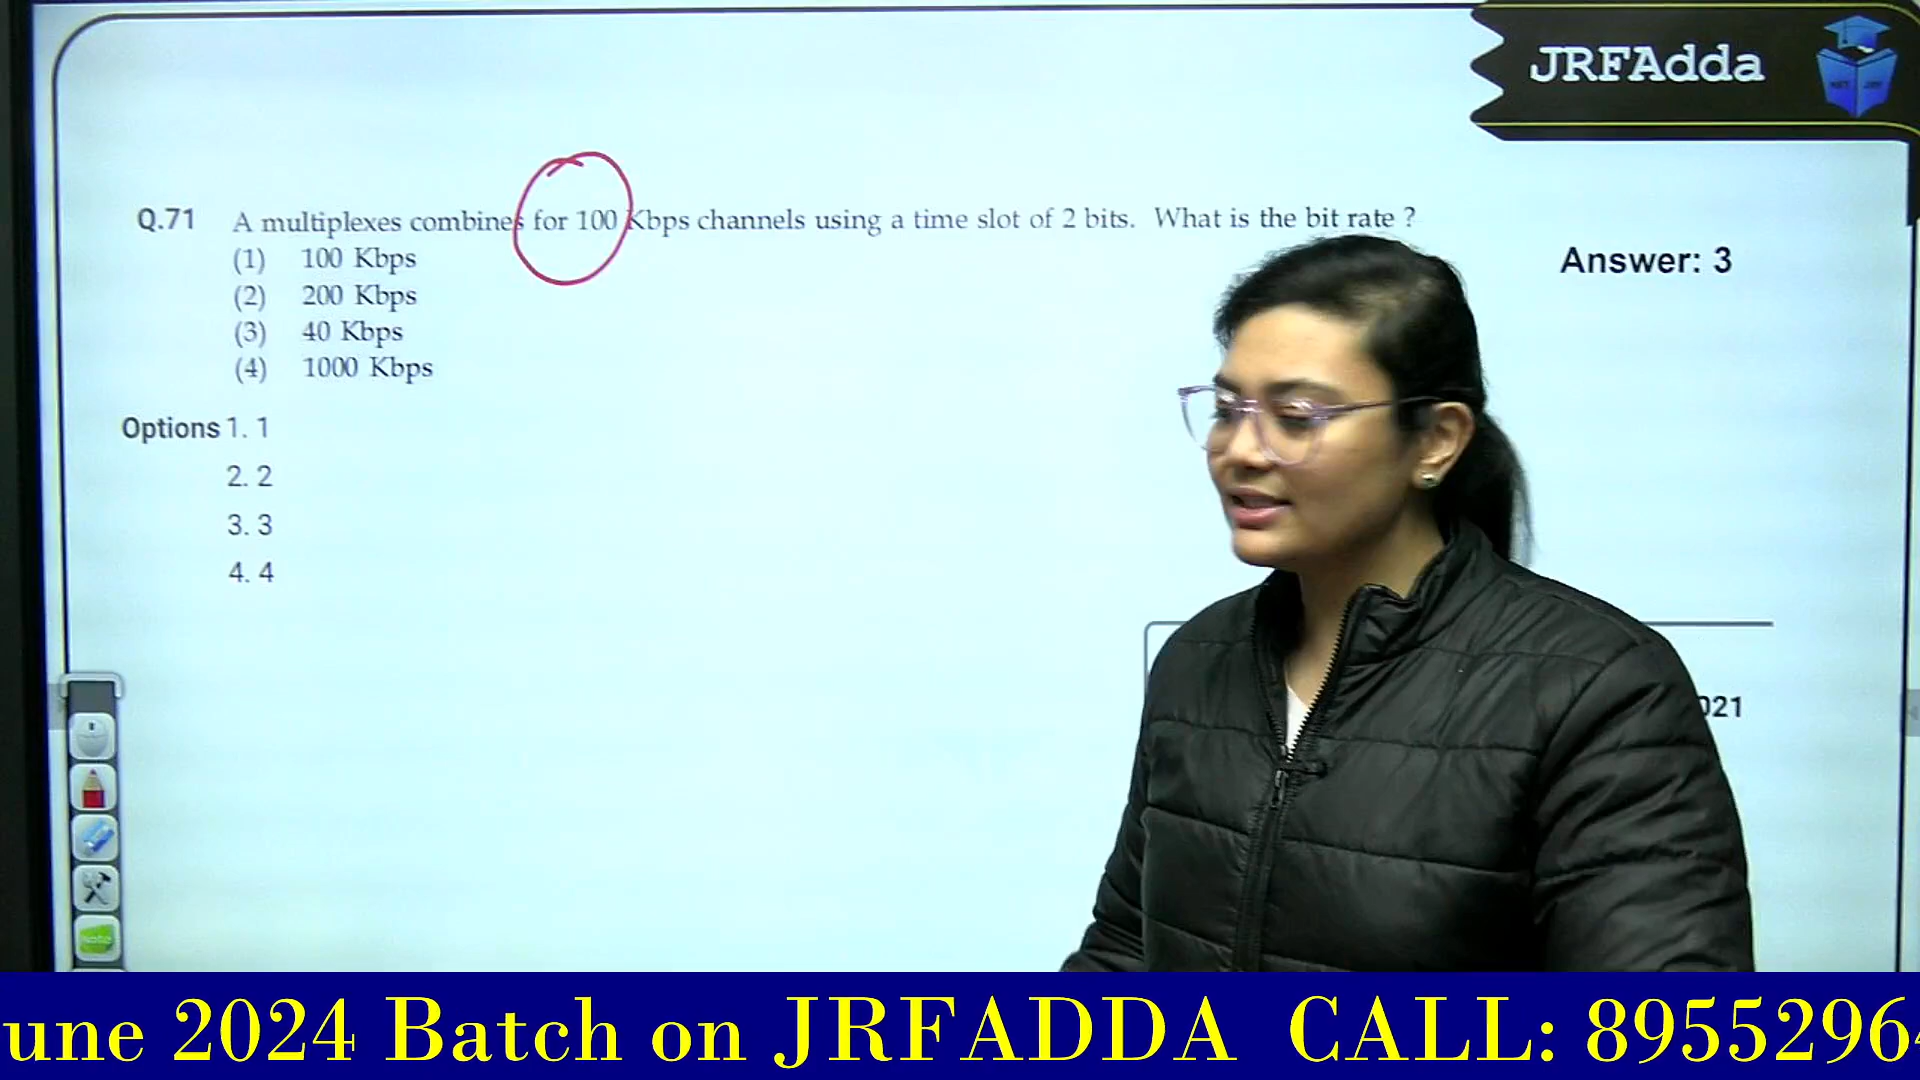 JRFAdda
Q.71 A multiplexes combines for 100 Kbps channels using a time slot of 2 bits. What is the bit rate ?
(1) 100 Kbps
(2) 200 Kbps
(3) 40 Kbps
(4) 1000 Kbps
Answer: 3
Options 1. 1
2. 2
3. 3
4. 4
021
une 2024 Batch on JRFADDA CALL: 8955296